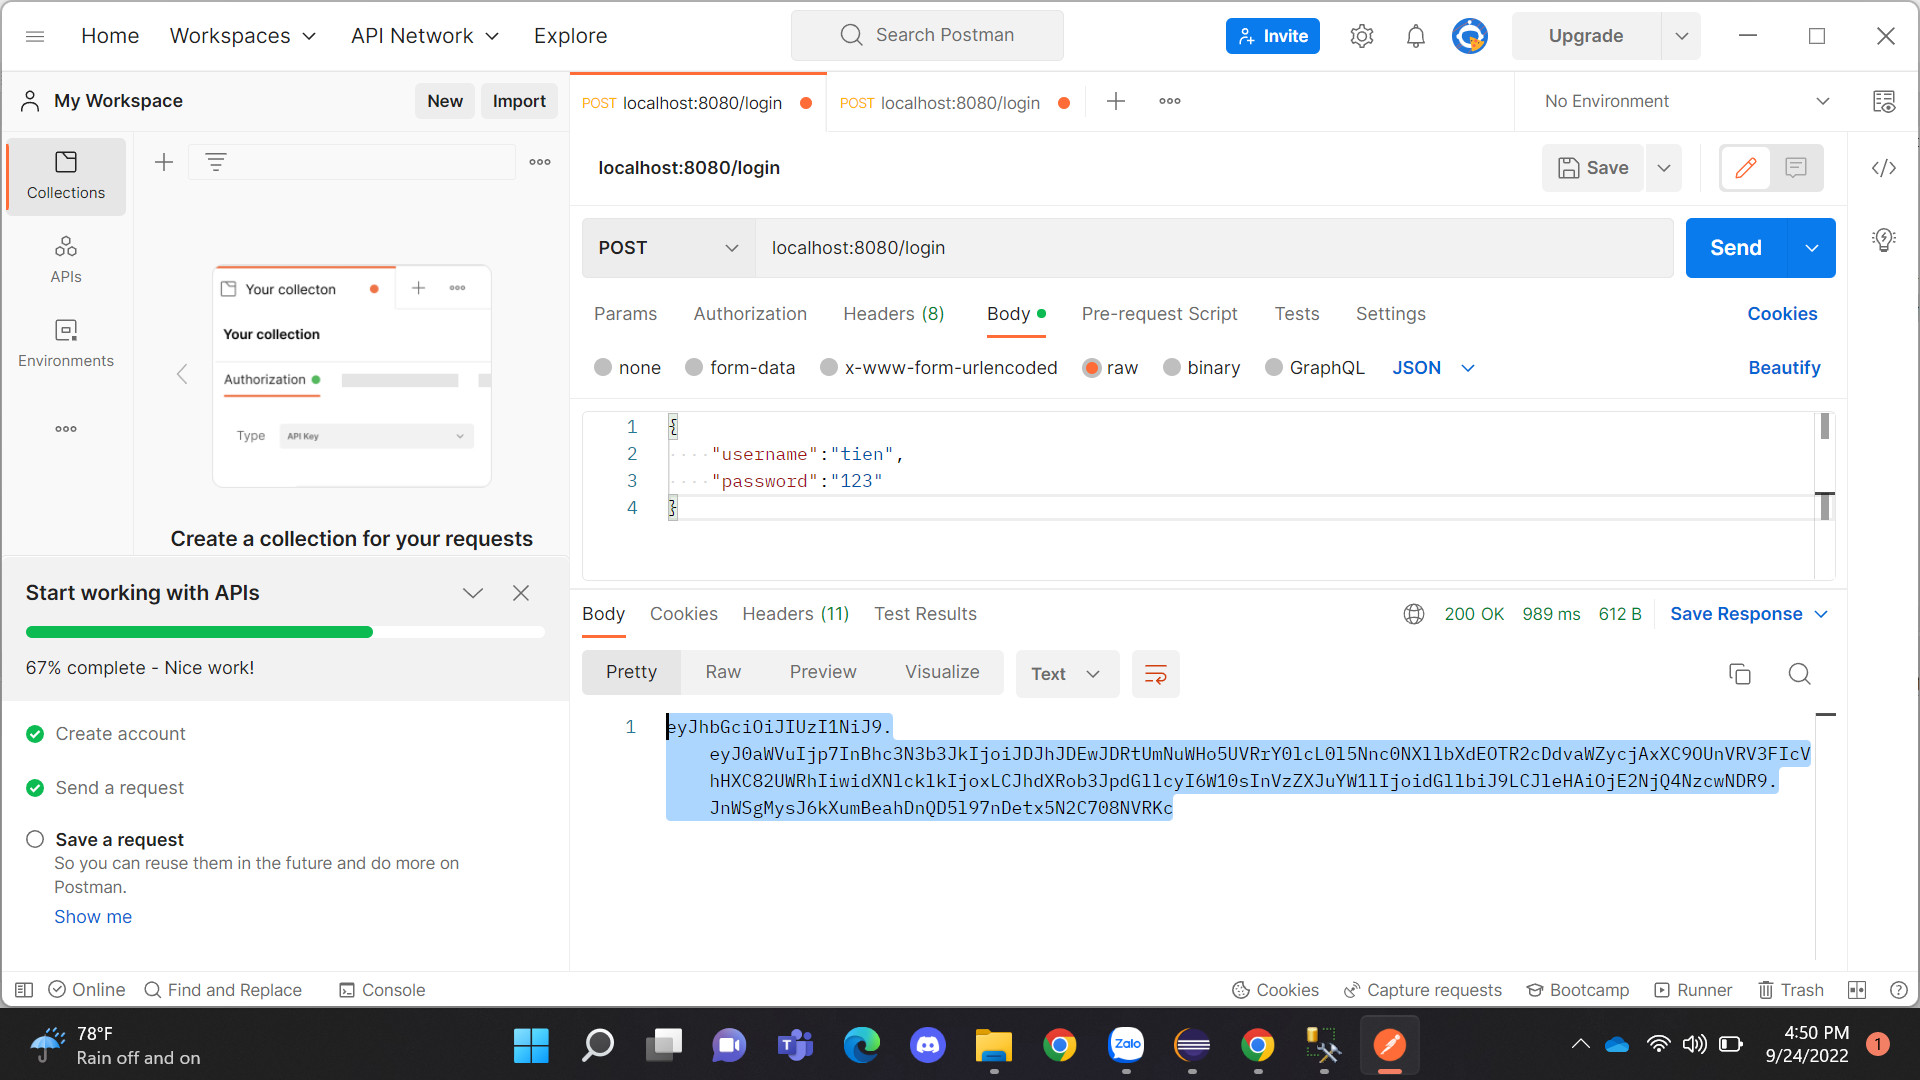 Home
Workspaces
API Network
Explore
Search Postman
Invite
Upgrade
My Workspace
New
Import
POST localhost:8080/login
POST localhost:8080/login
No Environment
Collections
APIs
Environments
Your collecton
Your collection
Authorization
Type
API Key
Create a collection for your requests
localhost:8080/login
Save
POST
localhost:8080/login
Send
Params
Authorization
Headers (8)
Body
Pre-request Script
Tests
Settings
Cookies
none
form-data
x-www-form-urlencoded
raw
binary
GraphQL
JSON
Beautify
1 {
2 "username":"tien",
3 "password":"123"
4 }
Start working with APIs
67% complete - Nice work!
Create account
Send a request
Save a request
So you can reuse them in the future and do more on
Postman.
Show me
Body
Cookies
Headers (11)
Test Results
200 OK
989 ms
612 B
Save Response
Pretty
Raw
Preview
Visualize
Text
1 eyJhbGciOiJIUzI1NiJ9.
eyJ0aWVuIjp7InBhc3N3b3JkIjoiJDJhJDEwJDRtUmNuWHo5UVRrY0lcL0l5Nnc0NXllbXdEOTR2cDdvaWZycjAxXC9OUnVRV3FIcV
hHXC82UWRhIiwidXNlcklkIjoxLCJhdXRob3JpdGllcyI6W10sInVzZXJuYW1lIjoidGllbiJ9LCJleHAiOjE2NjQ4NzcwNDR9.
JnWSgMysJ6kXumBeahDnQD5l97nDetx5N2C708NVRKc
Online
Find and Replace
Console
Cookies
Capture requests
Bootcamp
Runner
Trash
78°F
Rain off and on
Zalo
4:50 PM
9/24/2022
1